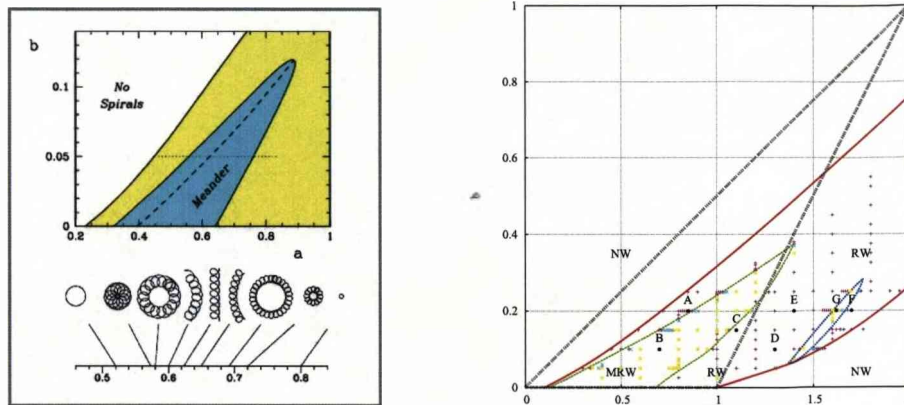 b
No
Spirals
Meander
0.1
0.05
0
0.2 0.4 0.6 0.8 1
a
0.5 0.6 0.7 0.8
1
0.8
0.6
0.4
0.2
0
NW
RW
A
E
G F
C
B
D
MRW
RW
NW
0 0.5 1 1.5